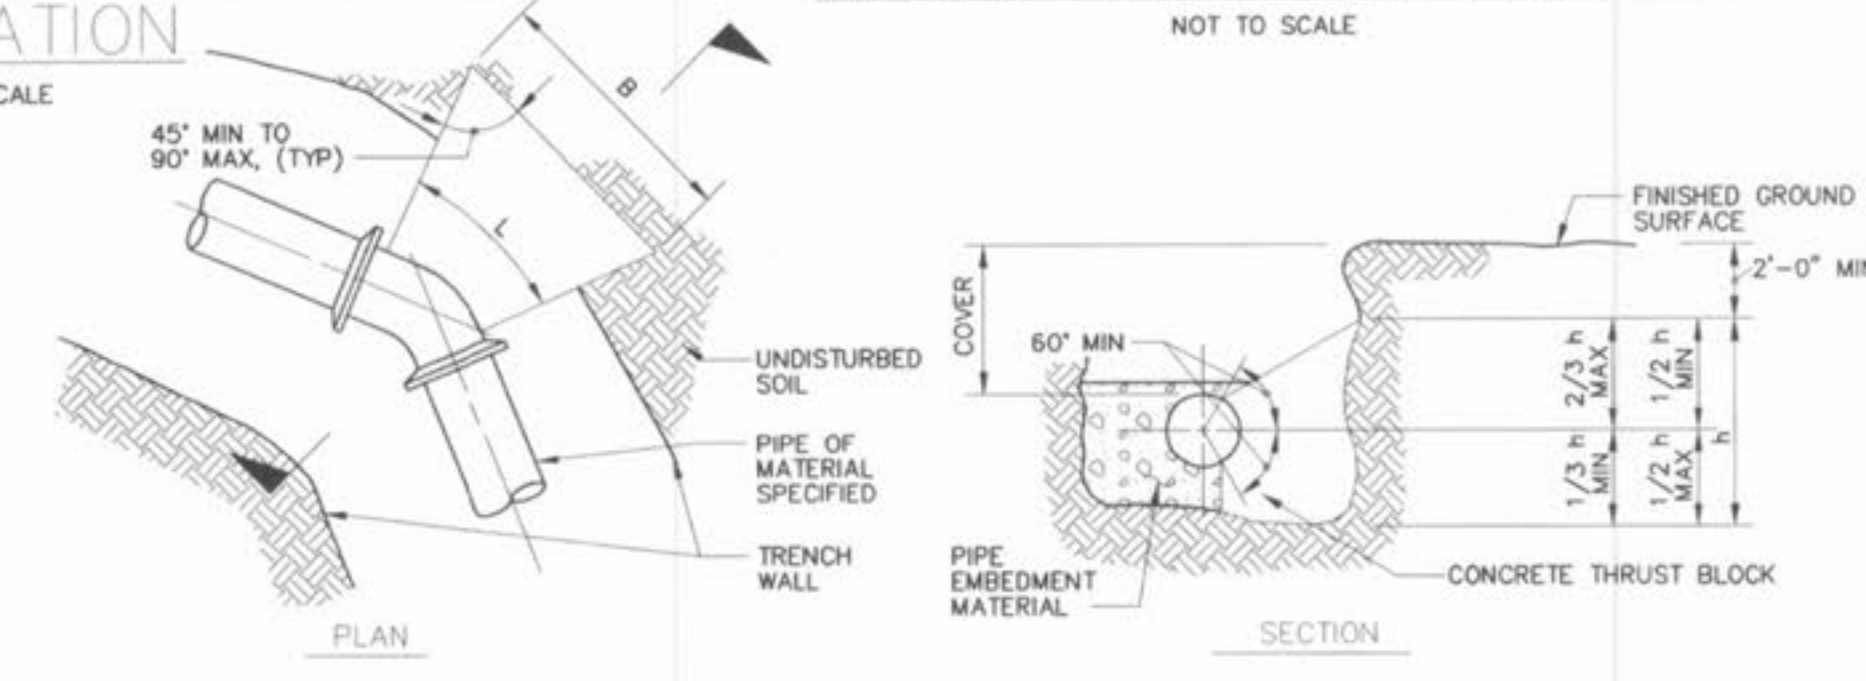 ATION
SCALE
NOT TO SCALE
45° MIN TO
90° MAX, (TYP)
B
L
UNDISTURBED
SOIL
PIPE OF
MATERIAL
SPECIFIED
TRENCH
WALL
PLAN
FINISHED GROUND
SURFACE
2'-0" MIN
COVER
60° MIN
2/3 h
MAX
1/2 h
MIN
h
1/3 h
MIN
1/2 h
MAX
PIPE
EMBEDMENT
MATERIAL
CONCRETE THRUST BLOCK
SECTION